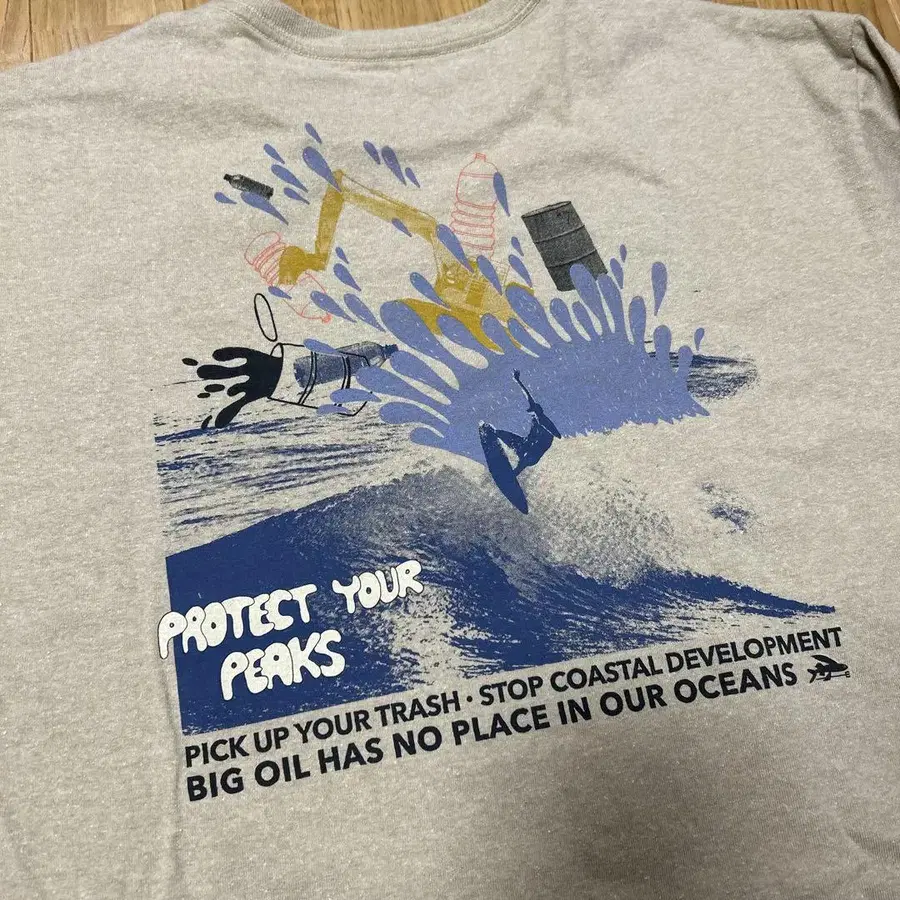 PROTECT YOUR
PEAKS
PICK UP YOUR TRASH · STOP COASTAL DEVELOPMENT
BIG OIL HAS NO PLACE IN OUR OCEANS